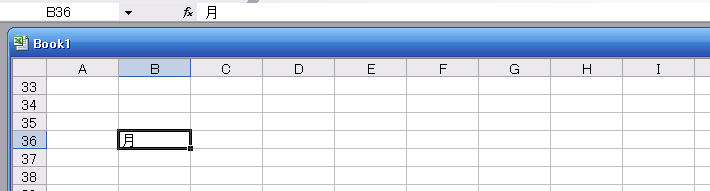 B36 fx 月
Book1
A B C D E F G H I
33
34
35
36 月
37
38